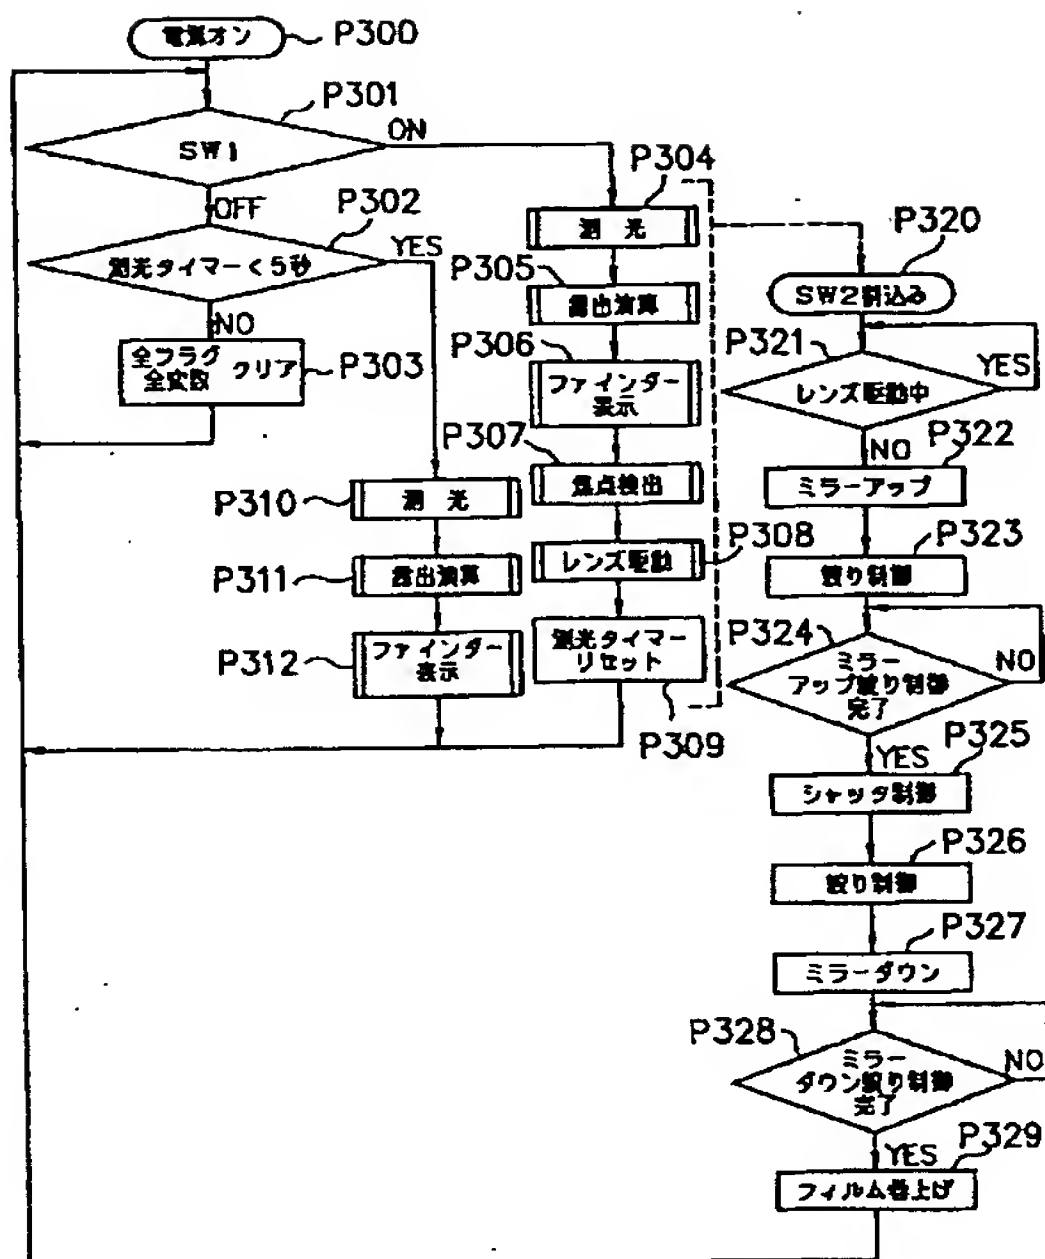 電源オン
P300
P301
SW1
ON
OFF
P302
測光タイマー<5秒
YES
NO
全フラグ
全変数
クリア
P303
P304
測 光
P305
露出演算
P306
ファインダー
表示
P307
焦点検出
P308
レンズ駆動
測光タイマー
リセット
P309
P310
測 光
P311
露出演算
P312
ファインダー
表示
P320
SW2割込み
P321
レンズ駆動中
YES
NO
P322
ミラーアップ
P323
絞り制御
P324
ミラー
アップ絞り制御
完了
NO
YES
P325
シャッタ制御
P326
絞り制御
P327
ミラーダウン
P328
ミラー
ダウン絞り制御
完了
NO
YES
P329
フィルム巻上げ